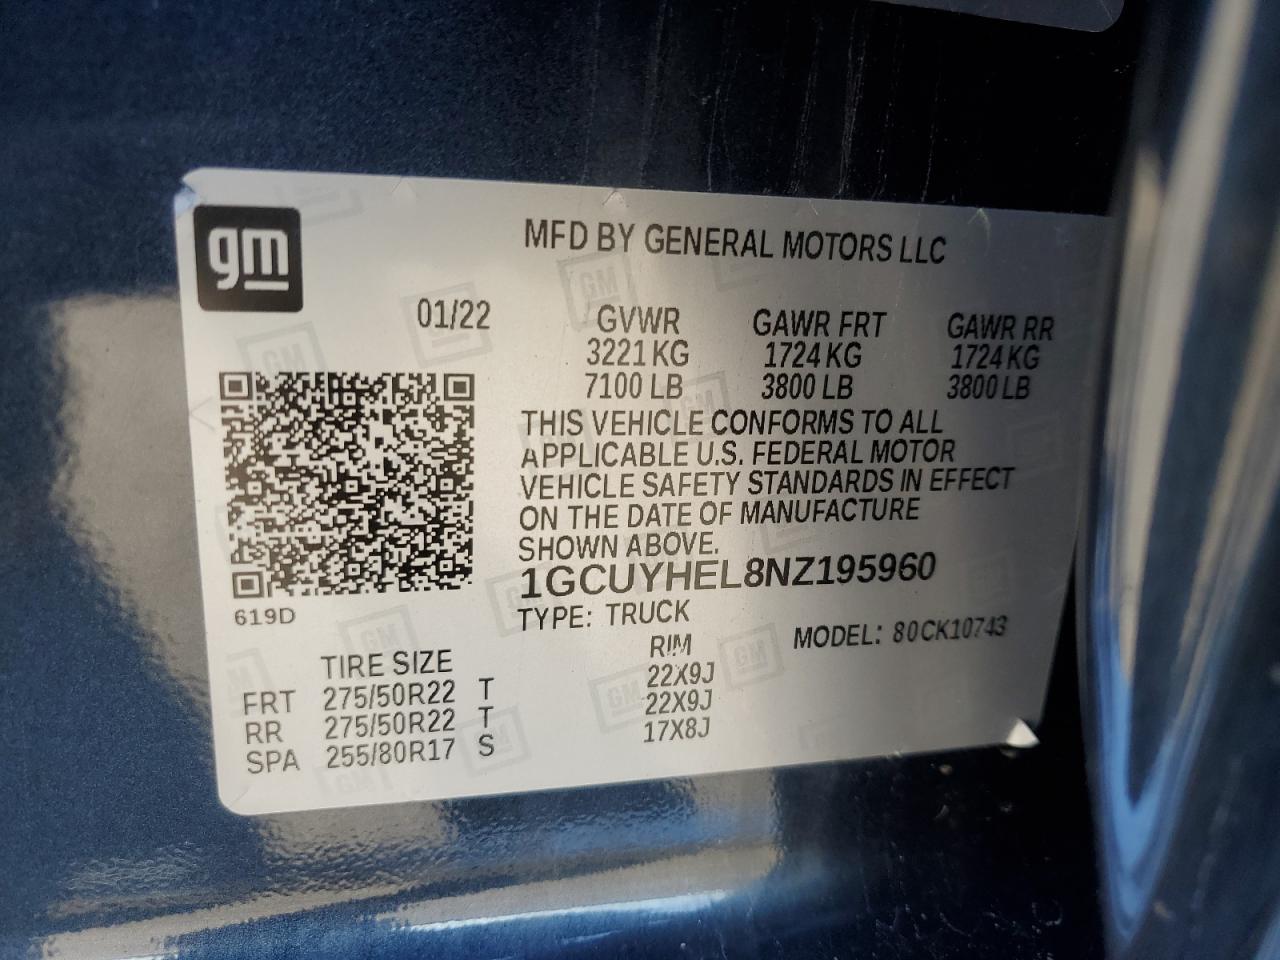 gm
MFD BY GENERAL MOTORS LLC
01/22 GVWR GAWR FRT GAWR RR
3221 KG 1724 KG 1724 KG
7100 LB 3800 LB 3800 LB
THIS VEHICLE CONFORMS TO ALL
APPLICABLE U.S. FEDERAL MOTOR
VEHICLE SAFETY STANDARDS IN EFFECT
ON THE DATE OF MANUFACTURE
SHOWN ABOVE.
1GCUYHEL8NZ195960
619D
TYPE: TRUCK MODEL: 80CK10743
TIRE SIZE RIM
FRT 275/50R22 T 22X9J
RR 275/50R22 T 22X9J
SPA 255/80R17 S 17X8J